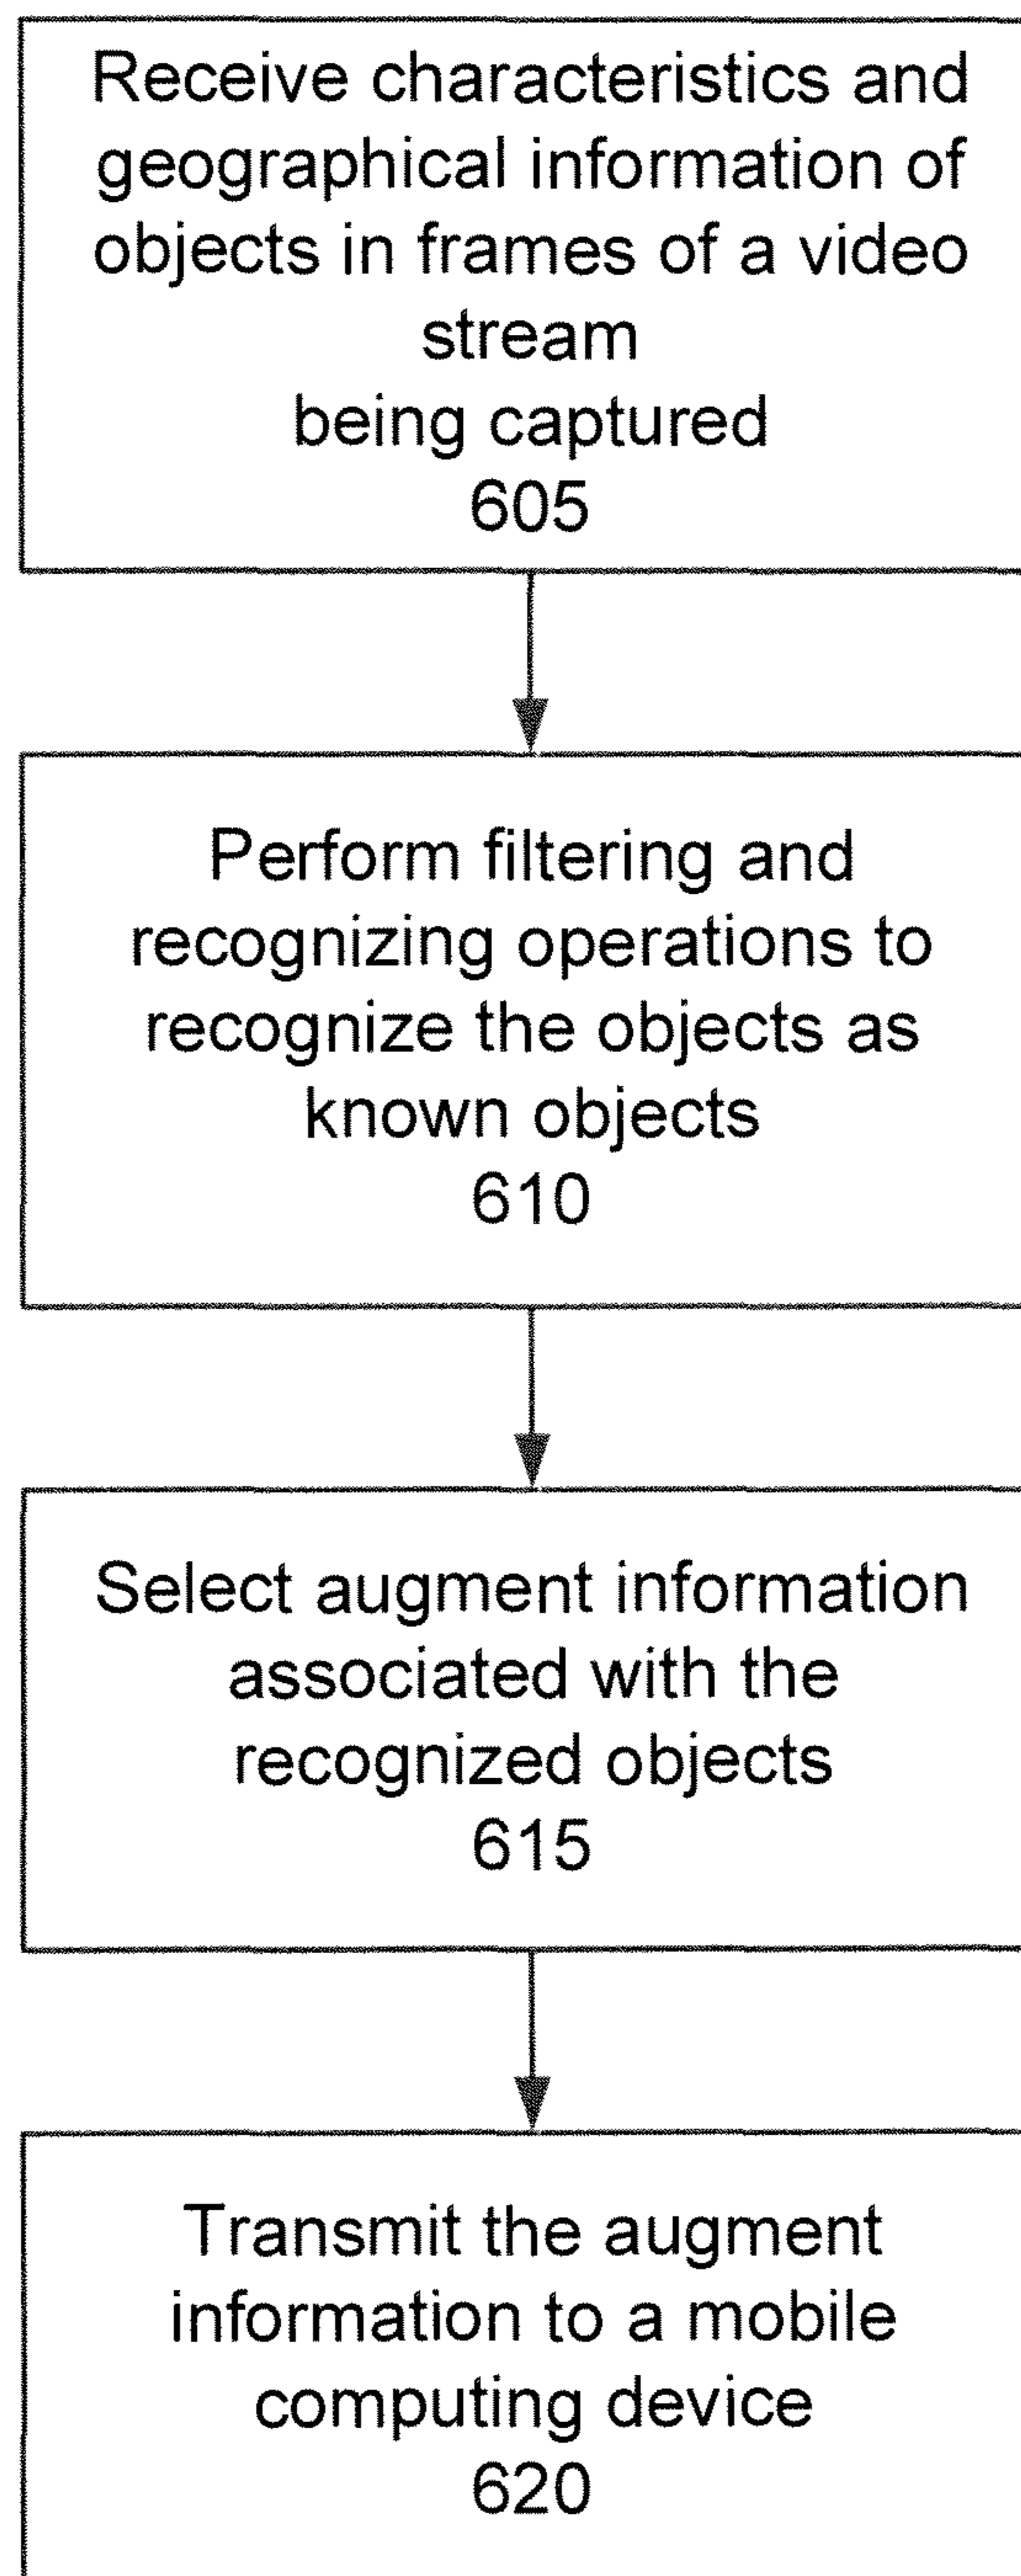 Receive characteristics and
geographical information of
objects in frames of a video
stream
being captured
605
Perform filtering and
recognizing operations to
recognize the objects as
known objects
610
Select augment information
associated with the
recognized objects
615
Transmit the augment
information to a mobile
computing device
620